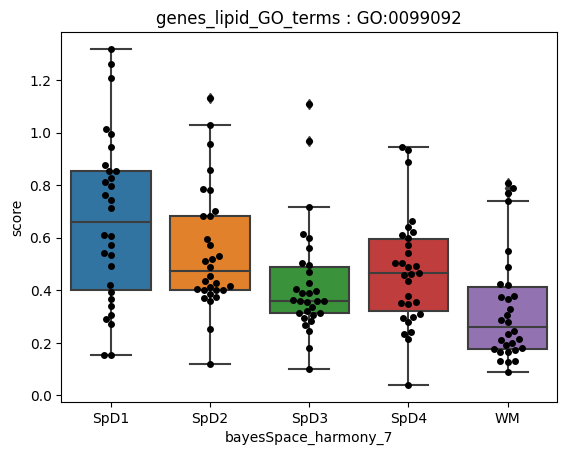 genes_lipid_GO_terms : GO:0099092
score
1.2
1.0
0.8
0.6
0.4
0.2
0.0
SpD1 SpD2 SpD3 SpD4 WM
bayesSpace_harmony_7